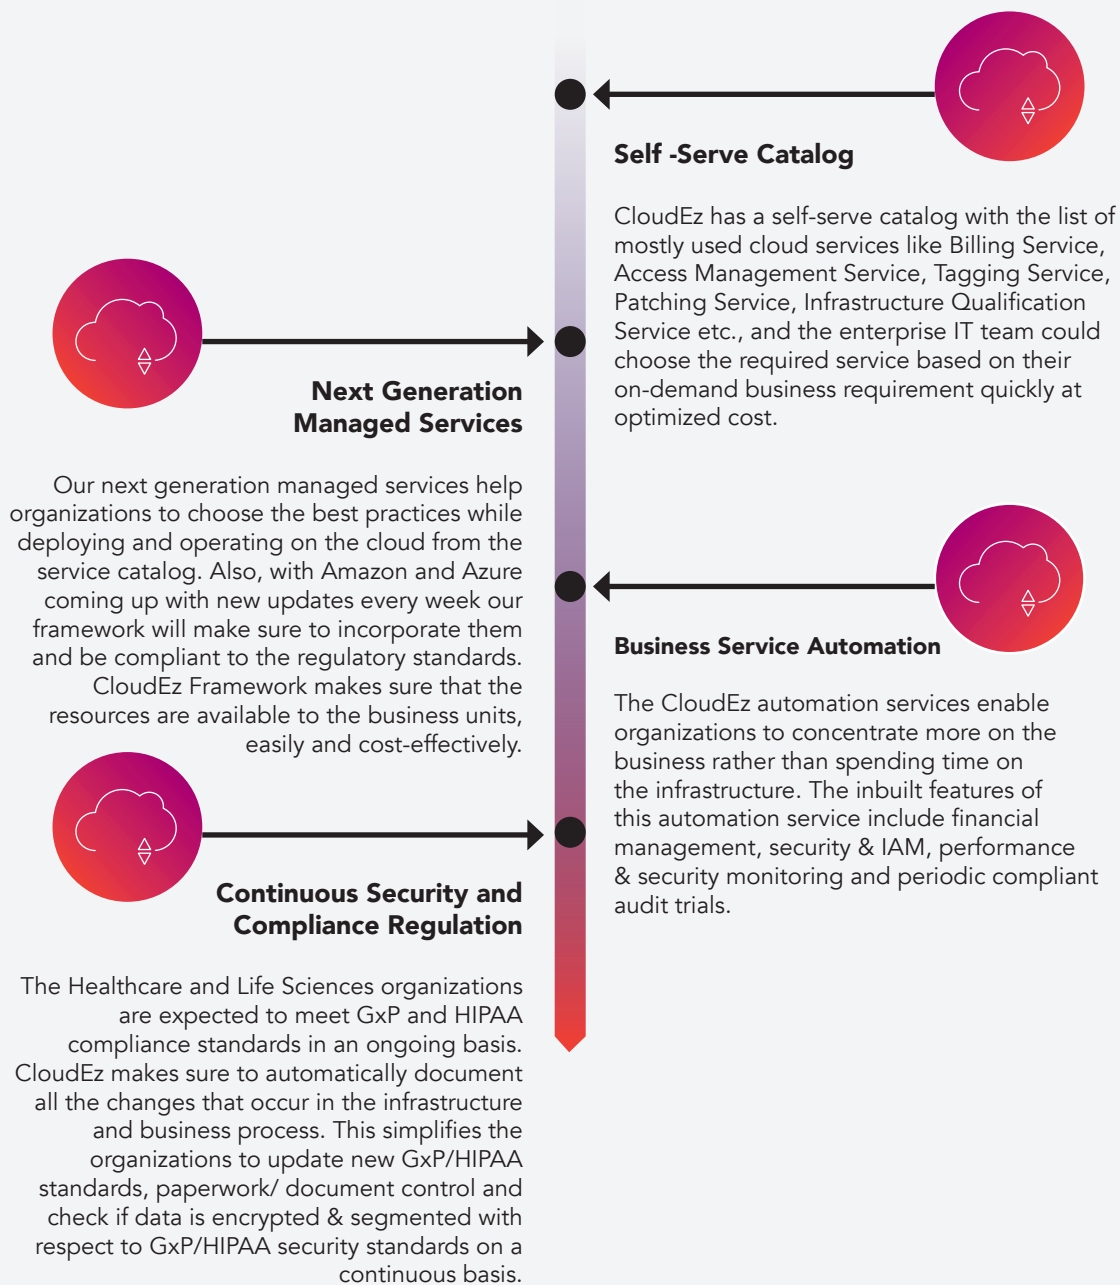 Self -Serve Catalog
CloudEz has a self-serve catalog with the list of
mostly used cloud services like Billing Service,
Access Management Service, Tagging Service,
Patching Service, Infrastructure Qualification
Service etc., and the enterprise IT team could
choose the required service based on their
on-demand business requirement quickly at
optimized cost.
Next Generation
Managed Services
Our next generation managed services help
organizations to choose the best practices while
deploying and operating on the cloud from the
service catalog. Also, with Amazon and Azure
coming up with new updates every week our
framework will make sure to incorporate them
and be compliant to the regulatory standards.
CloudEz Framework makes sure that the
resources are available to the business units,
easily and cost-effectively.
Business Service Automation
The CloudEz automation services enable
organizations to concentrate more on the
business rather than spending time on
the infrastructure. The inbuilt features of
this automation service include financial
management, security & IAM, performance
& security monitoring and periodic compliant
audit trials.
Continuous Security and
Compliance Regulation
The Healthcare and Life Sciences organizations
are expected to meet GxP and HIPAA
compliance standards in an ongoing basis.
CloudEz makes sure to automatically document
all the changes that occur in the infrastructure
and business process. This simplifies the
organizations to update new GxP/HIPAA
standards, paperwork/ document control and
check if data is encrypted & segmented with
respect to GxP/HIPAA security standards on a
continuous basis.